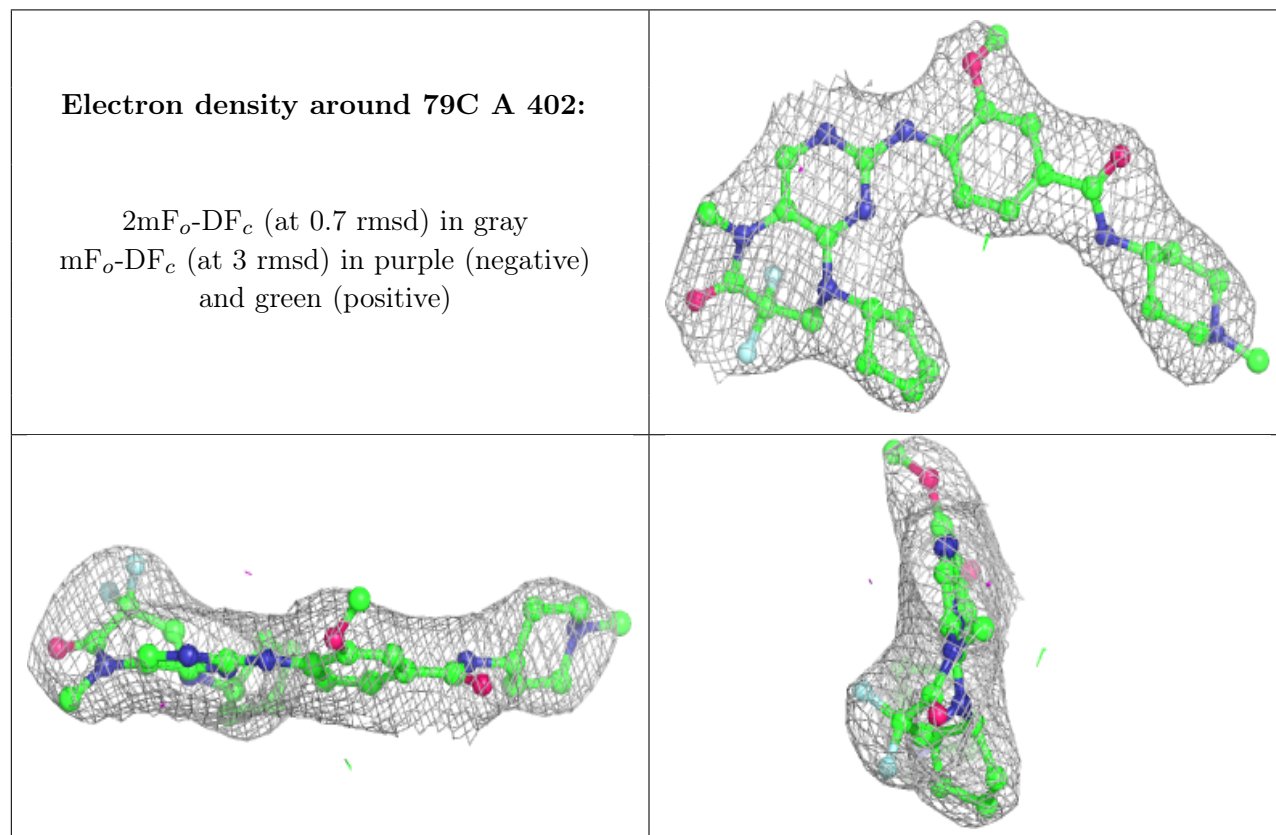 Electron density around 79C A 402:
2mFo-DFc (at 0.7 rmsd) in gray
mFo-DFc (at 3 rmsd) in purple (negative)
and green (positive)